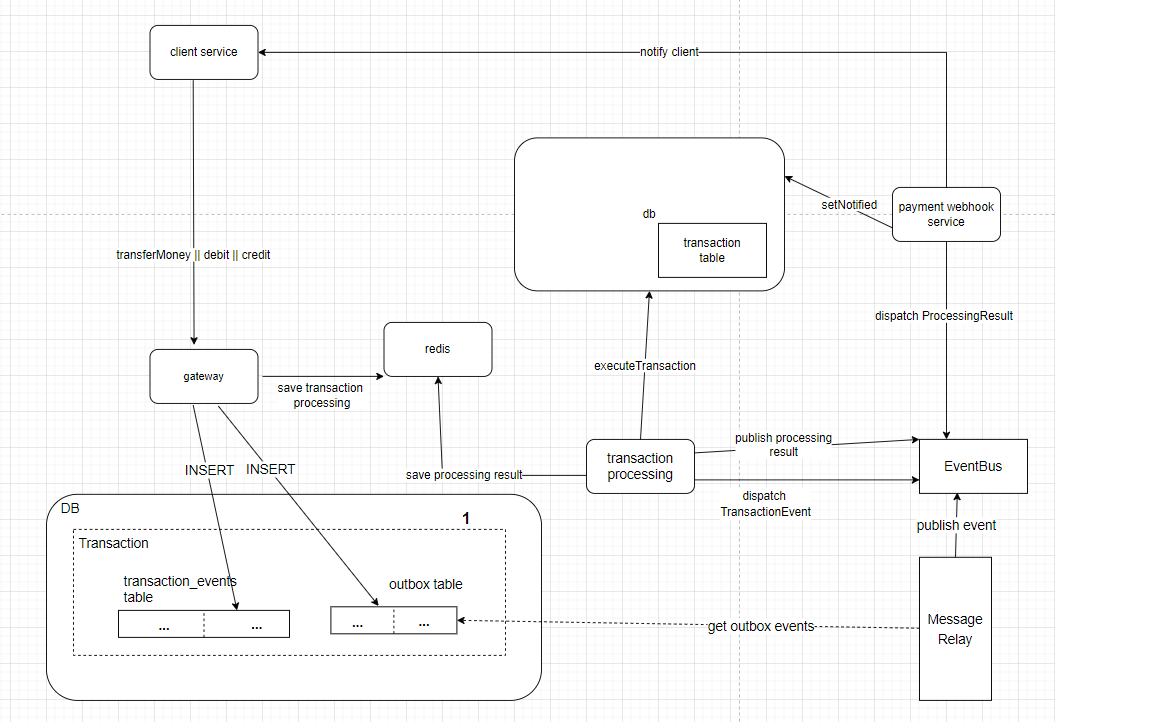 client service
notify client
db
transaction
table
setNotified
payment webhook
service
transferMoney || debit || credit
dispatch ProcessingResult
redis
gateway
save transaction
processing
executeTransaction
INSERT
INSERT
save processing result
transaction
processing
publish processing
result
EventBus
dispatch
TransactionEvent
publish event
DB
1
Transaction
transaction_events
table
...
...
outbox table
...
...
get outbox events
Message
Relay